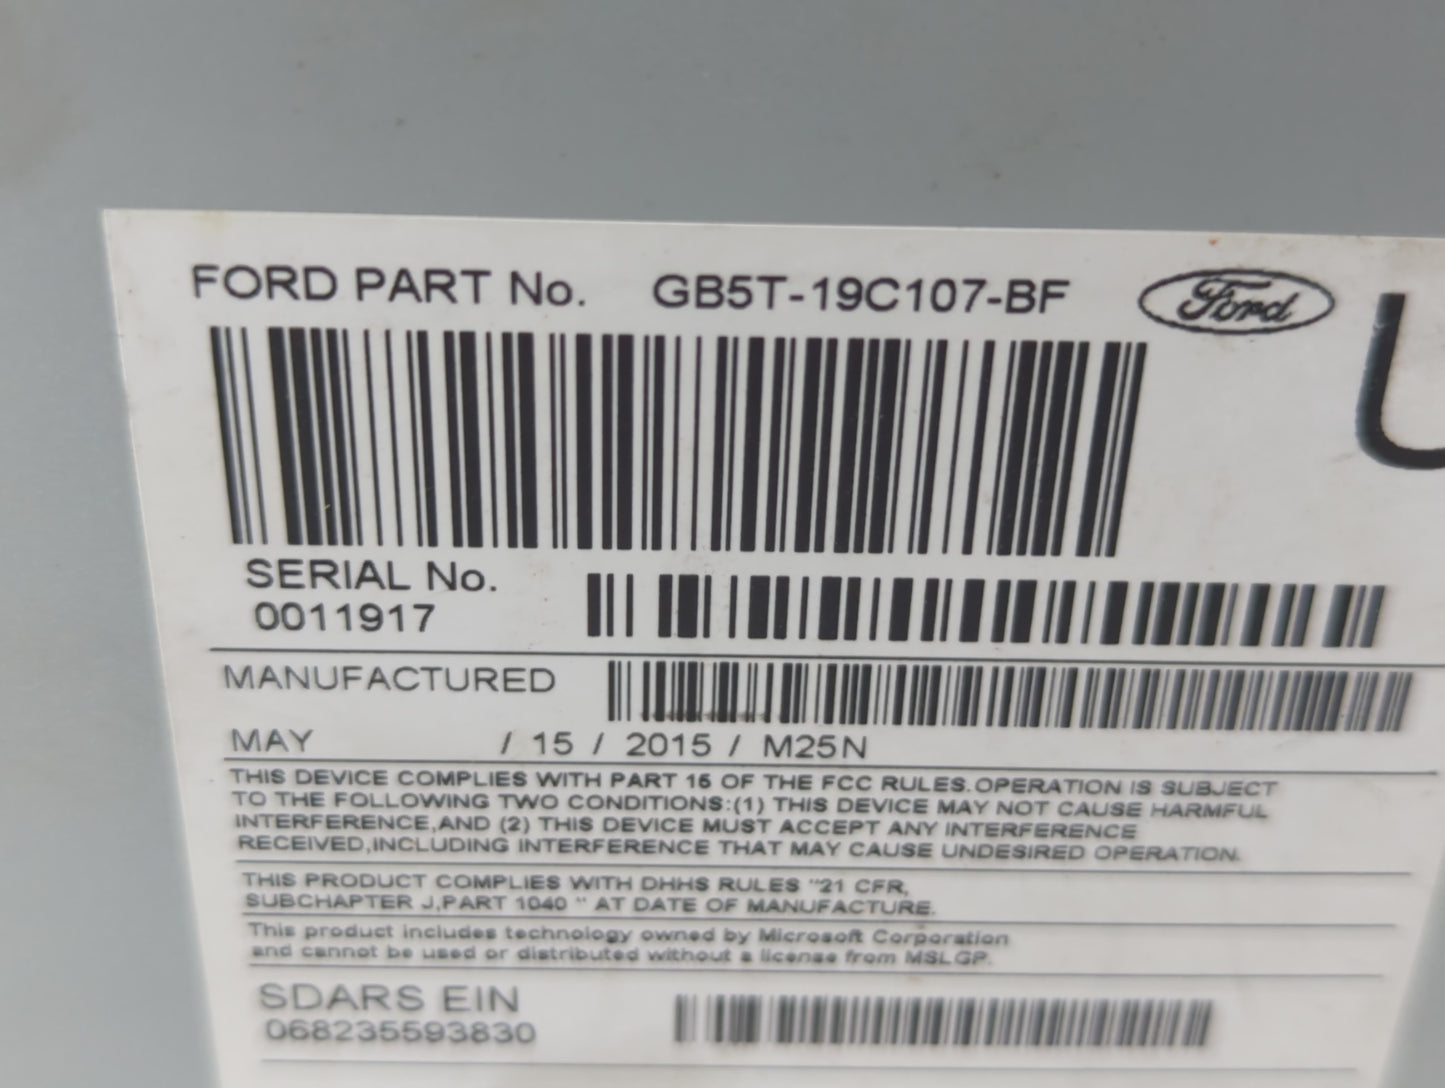 FORD PART No. GB5T-19C107-BF Ford
U
SERIAL No.
0011917
MANUFACTURED
MAY / 15 / 2015 / M25N
THIS DEVICE COMPLIES WITH PART 15 OF THE FCC RULES.OPERATION IS SUBJECT
TO THE FOLLOWING TWO CONDITIONS:(1) THIS DEVICE MAY NOT CAUSE HARMFUL
INTERFERENCE,AND (2) THIS DEVICE MUST ACCEPT ANY INTERFERENCE
RECEIVED,INCLUDING INTERFERENCE THAT MAY CAUSE UNDESIRED OPERATION.
THIS PRODUCT COMPLIES WITH DHHS RULES "21 CFR,
SUBCHAPTER J,PART 1040 " AT DATE OF MANUFACTURE.
This product includes technology owned by Microsoft Corporation
and cannot be used or distributed without a license from MSLGP.
SDARS EIN
068235593830